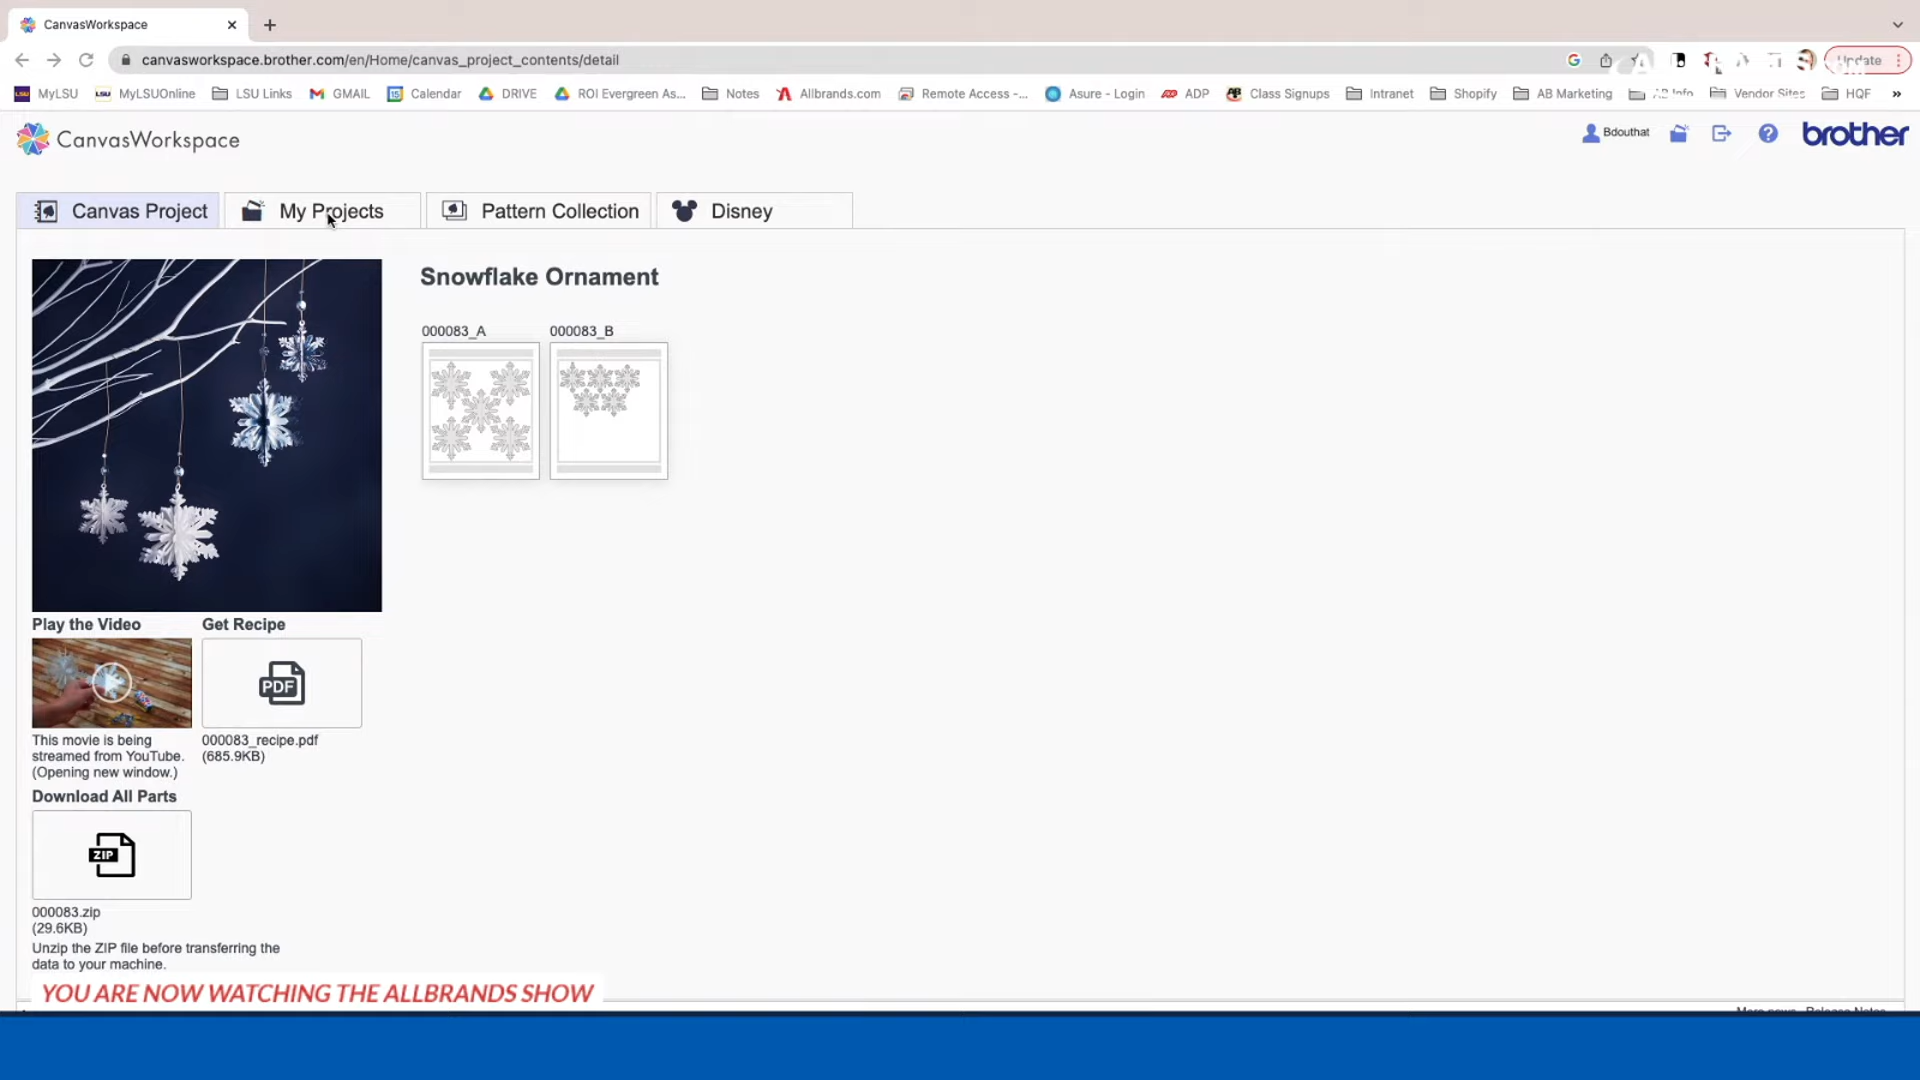 CanvasWorkspace
canvasworkspace.brother.com/en/Home/canvas_project_contents/detail
Update
MyLSU MyLSUOnline LSU Links GMAIL Calendar DRIVE ROI Evergreen As... Notes Allbrands.com Remote Access -... Asure - Login ADP Class Signups Intranet Shopify AB Marketing AB Info Vendor Sites HQF »
CanvasWorkspace
Bdouthat
brother
Canvas Project
My Projects
Pattern Collection
Disney
Snowflake Ornament
000083_A 000083_B
Play the Video
Get Recipe
PDF
This movie is being
streamed from YouTube.
(Opening new window.)
000083_recipe.pdf
(685.9KB)
Download All Parts
ZIP
000083.zip
(29.6KB)
Unzip the ZIP file before transferring the
data to your machine.
YOU ARE NOW WATCHING THE ALLBRANDS SHOW